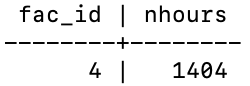 fac_id | nhours
--------+--------
4 | 1404